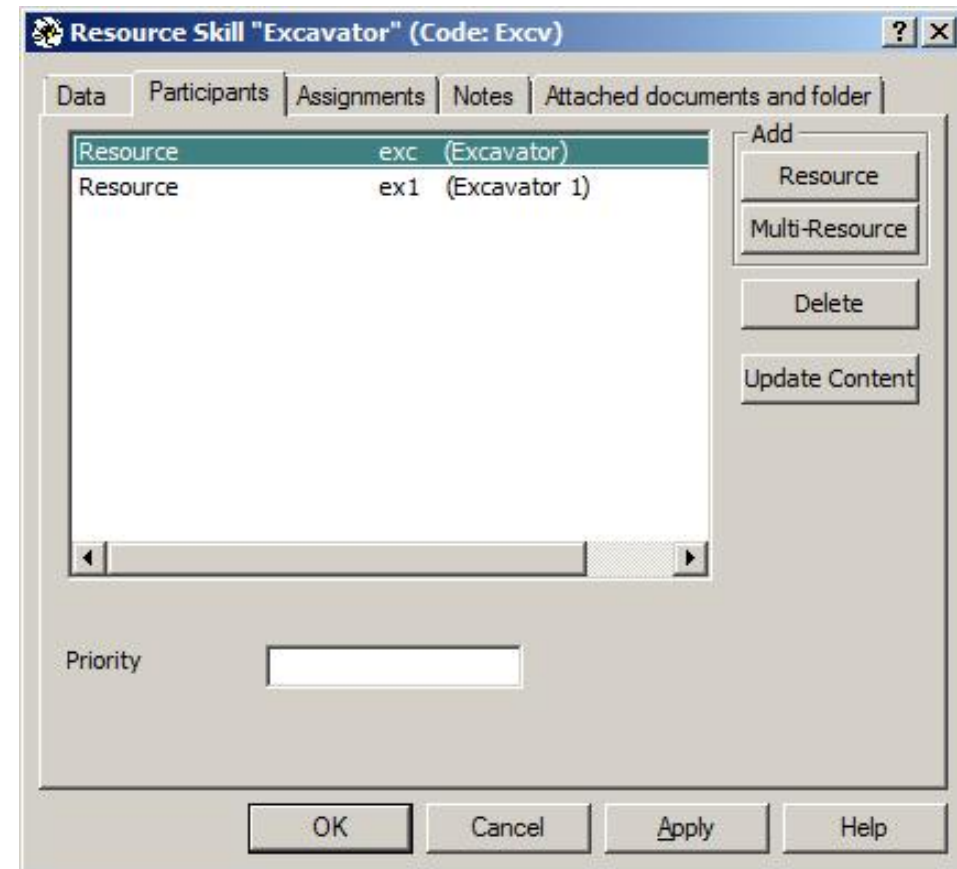 Resource Skill "Excavator" (Code: Excv)
Data Participants Assignments Notes Attached documents and folder
Resource exc (Excavator)
Resource ex1 (Excavator 1)
Add
Resource
Multi-Resource
Delete
Update Content
Priority
OK Cancel Apply Help